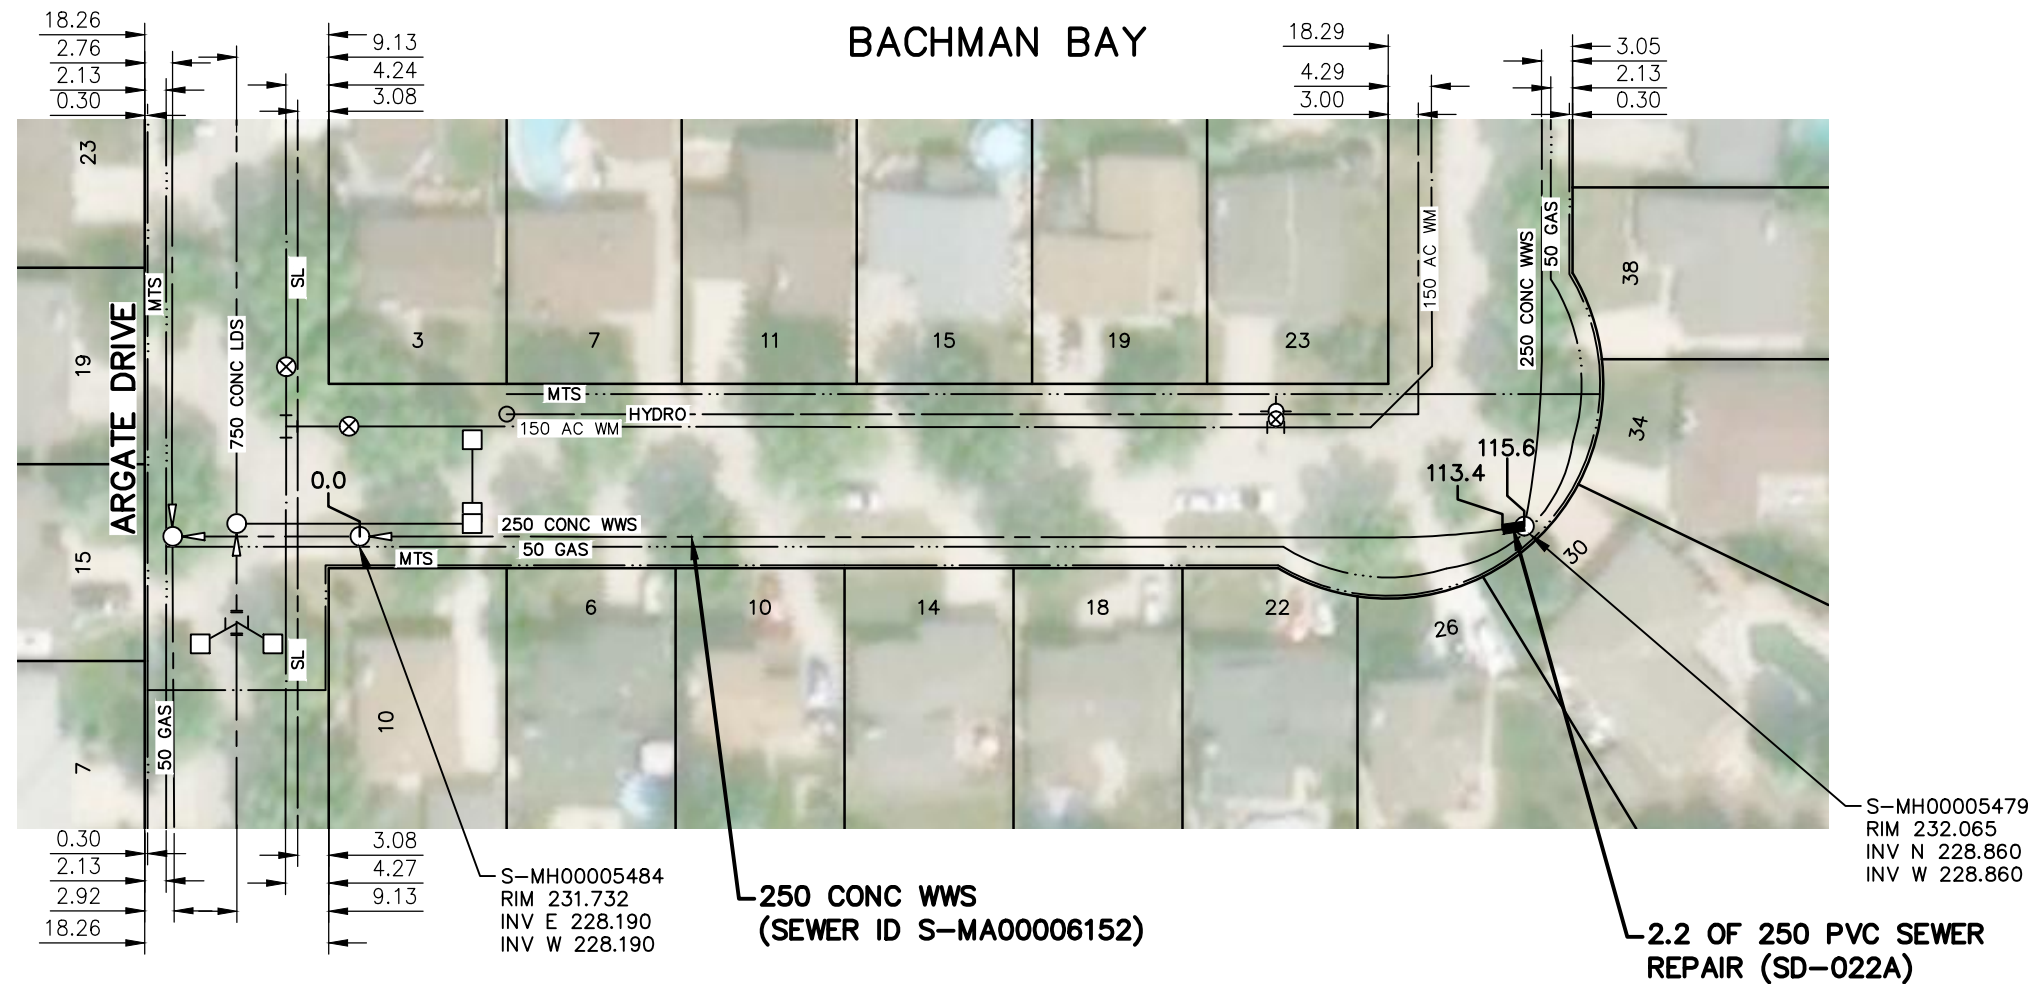 BACHMAN BAY
18.26
2.76
2.13
0.30
9.13
4.24
3.08
18.29
4.29
3.00
3.05
2.13
0.30
23
19
15
7
ARGATE DRIVE
MTS
750 CONC LDS
SL
SL
50 GAS
0.0
3
7
11
15
19
23
MTS
HYDRO
150 AC WM
150 AC WM
250 CONC WWS
50 GAS
38
34
30
26
115.6
113.4
250 CONC WWS
50 GAS
MTS
6
10
14
18
22
10
0.30
2.13
2.92
18.26
3.08
4.27
9.13
S-MH00005484
RIM 231.732
INV E 228.190
INV W 228.190
250 CONC WWS
(SEWER ID S-MA00006152)
S-MH00005479
RIM 232.065
INV N 228.860
INV W 228.860
2.2 OF 250 PVC SEWER
REPAIR (SD-022A)